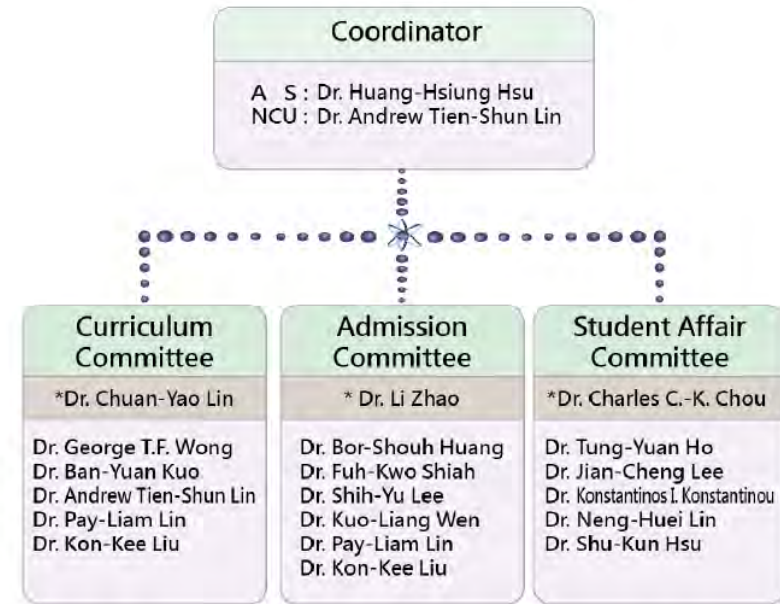 Coordinator
A S : Dr. Huang-Hsiung Hsu
NCU : Dr. Andrew Tien-Shun Lin
Curriculum
Committee
*Dr. Chuan-Yao Lin
Dr. George T.F. Wong
Dr. Ban-Yuan Kuo
Dr. Andrew Tien-Shun Lin
Dr. Pay-Liam Lin
Dr. Kon-Kee Liu
Admission
Committee
* Dr. Li Zhao
Dr. Bor-Shouh Huang
Dr. Fuh-Kwo Shiah
Dr. Shih-Yu Lee
Dr. Kuo-Liang Wen
Dr. Pay-Liam Lin
Dr. Kon-Kee Liu
Student Affair
Committee
*Dr. Charles C.-K. Chou
Dr. Tung-Yuan Ho
Dr. Jian-Cheng Lee
Dr. Konstantinos I. Konstantinou
Dr. Neng-Huei Lin
Dr. Shu-Kun Hsu